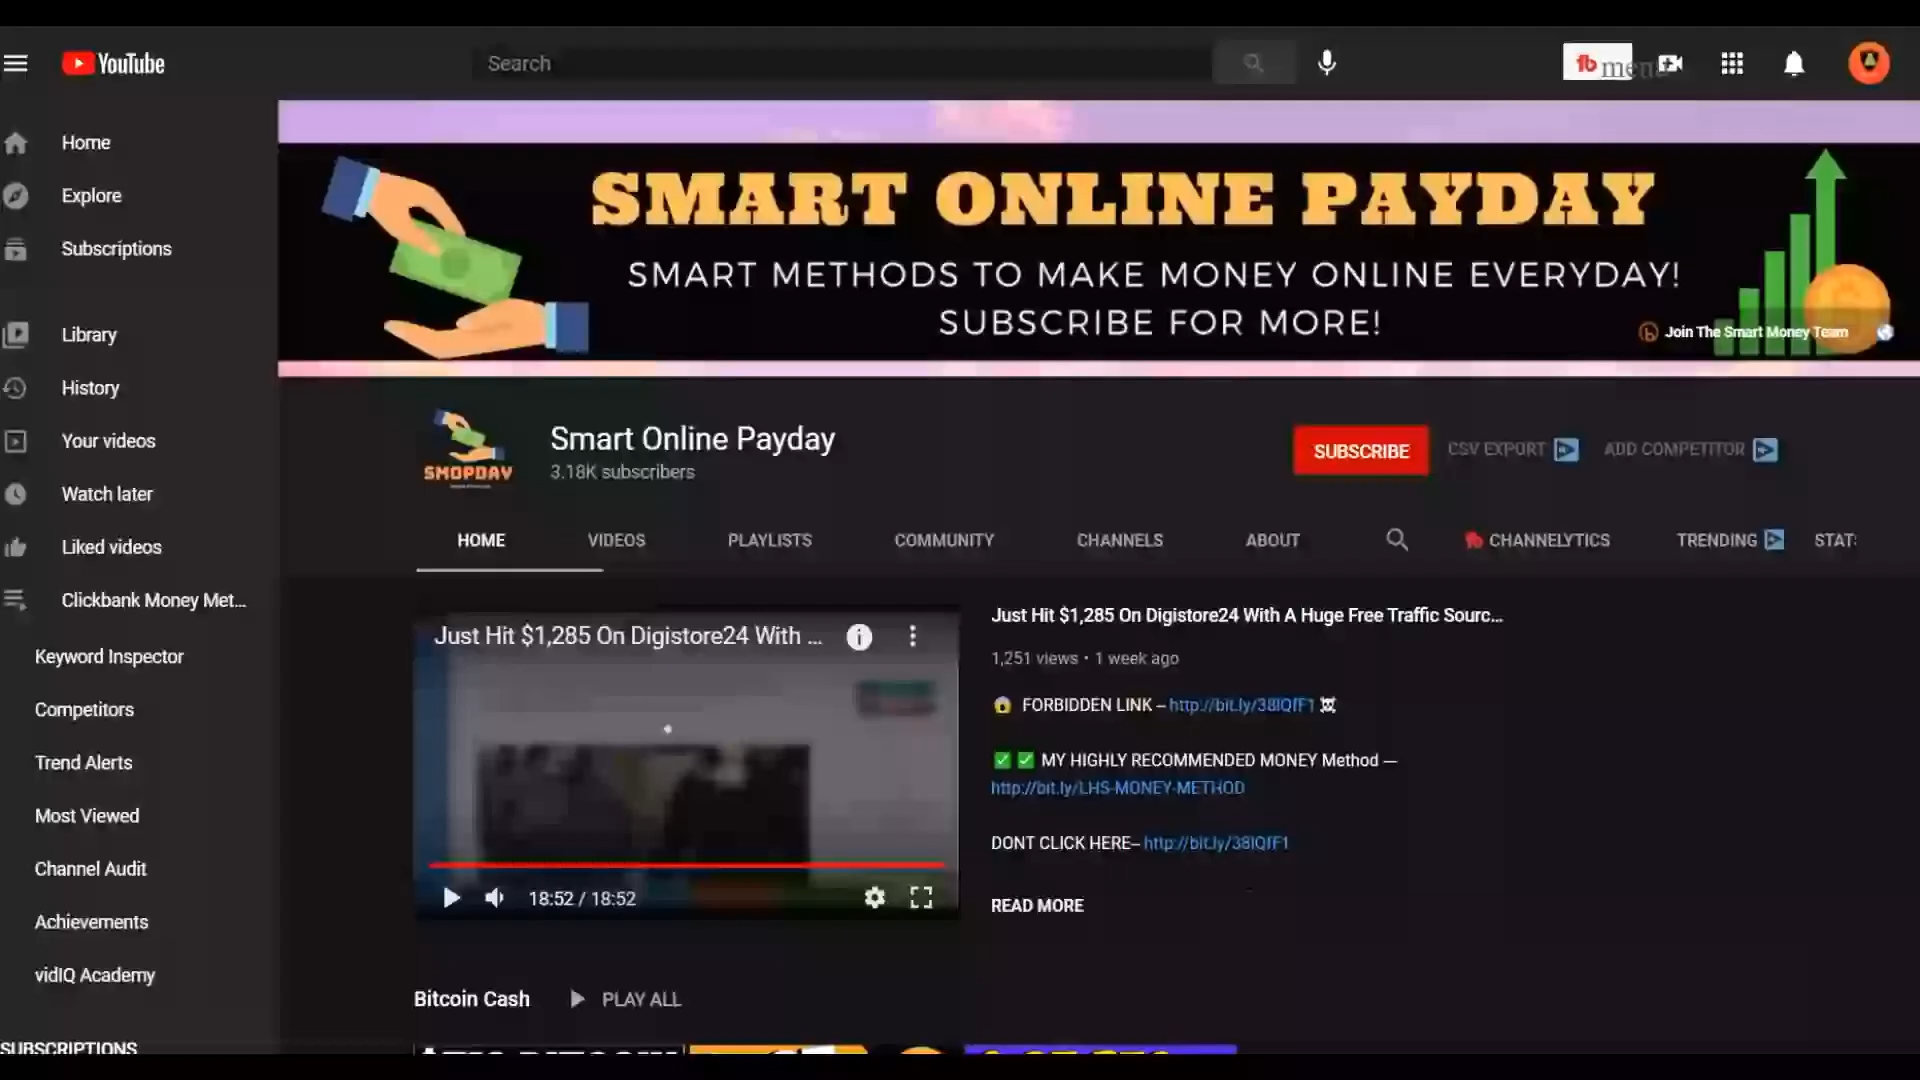 YouTube
Search
menu
Home
Explore
Subscriptions
Library
History
Your videos
Watch later
Liked videos
Clickbank Money Met...
Keyword Inspector
Competitors
Trend Alerts
Most Viewed
Channel Audit
Achievements
vidIQ Academy
SUBSCRIPTIONS
SMART ONLINE PAYDAY
SMART METHODS TO MAKE MONEY ONLINE EVERYDAY!
SUBSCRIBE FOR MORE!
Join The Smart Money Team
SMOPDAY
Smart Online Payday
3.18K subscribers
SUBSCRIBE
CSV EXPORT
ADD COMPETITOR
HOME VIDEOS PLAYLISTS COMMUNITY CHANNELS ABOUT CHANNELYTICS TRENDING STATS
Just Hit $1,285 On Digistore24 With ...
18:52 / 18:52
Just Hit $1,285 On Digistore24 With A Huge Free Traffic Sourc...
1,251 views • 1 week ago
😱 FORBIDDEN LINK – http://bit.ly/38lQfF1 ☠
✅ ✅ MY HIGHLY RECOMMENDED MONEY Method —
http://bit.ly/LHS-MONEY-METHOD
DONT CLICK HERE– http://bit.ly/38lQfF1
READ MORE
Bitcoin Cash
PLAY ALL